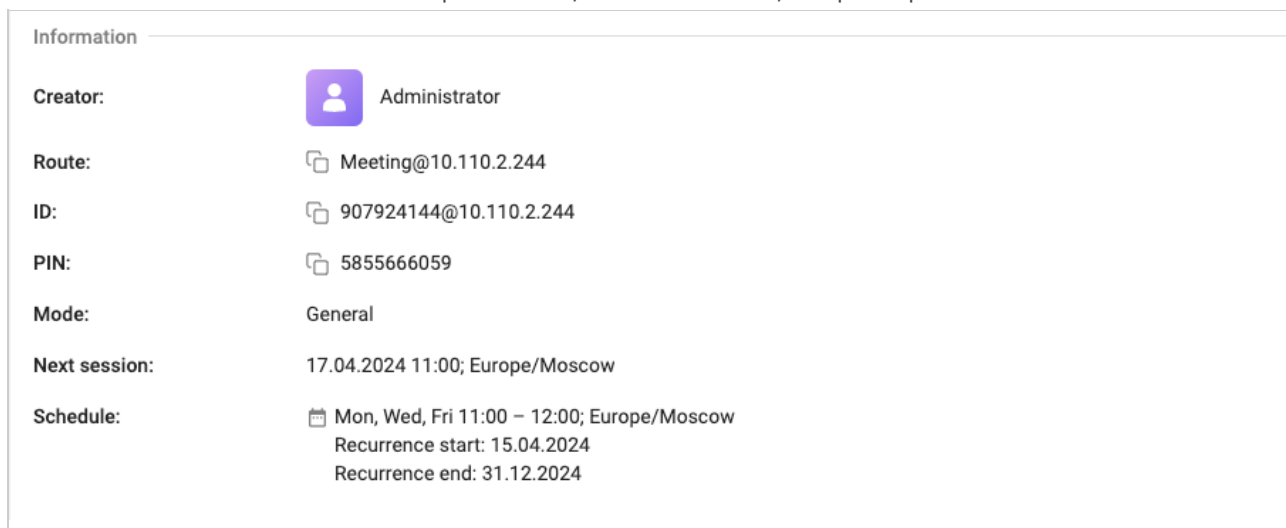 Information
Creator: Administrator
Route: Meeting@10.110.2.244
ID: 907924144@10.110.2.244
PIN: 5855666059
Mode: General
Next session: 17.04.2024 11:00; Europe/Moscow
Schedule: Mon, Wed, Fri 11:00 – 12:00; Europe/Moscow
Recurrence start: 15.04.2024
Recurrence end: 31.12.2024